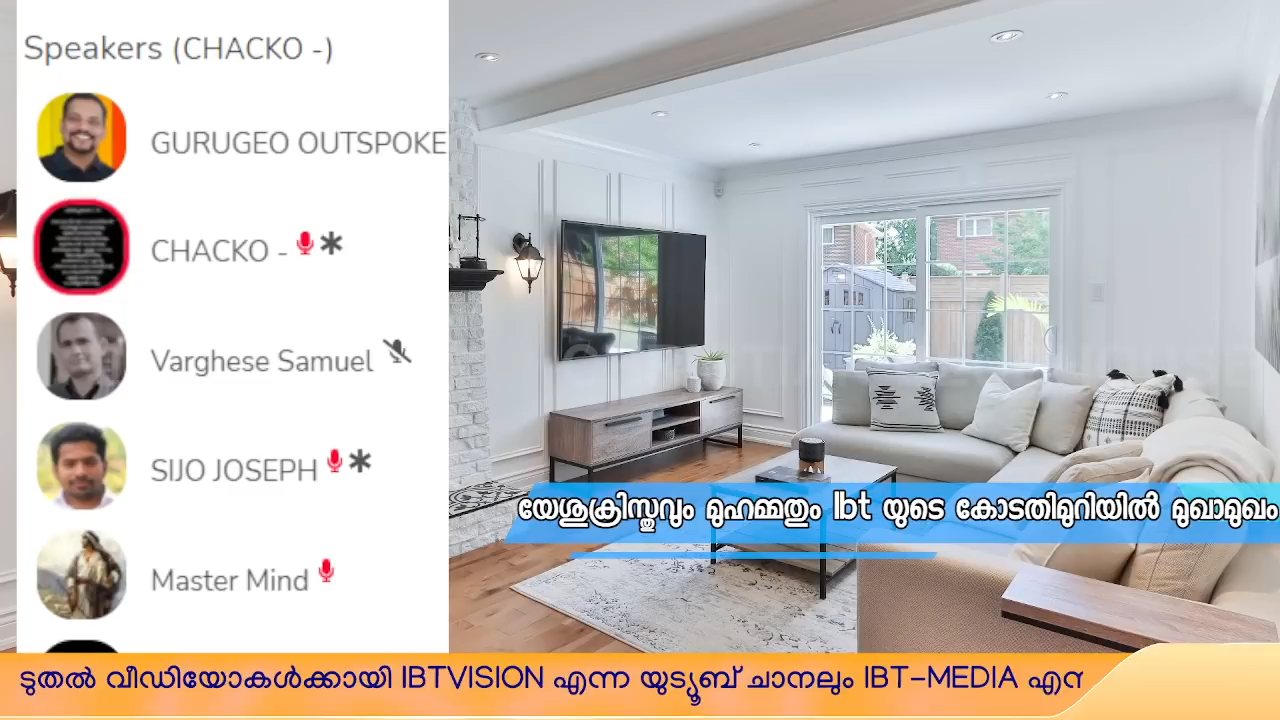 Speakers (CHACKO -)
GURUGEO OUTSPOKE
CHACKO -
Varghese Samuel
SIJO JOSEPH
Master Mind
യേശുക്രിസ്തുവും മുഹമ്മതും Ibt യുടെ കോടതിമുറിയിൽ മുഖാമുഖം
ടുതൽ വീഡിയോകൾക്കായി IBTVISION എന്ന യുട്യൂബ് ചാനലും IBT-MEDIA എന്ന